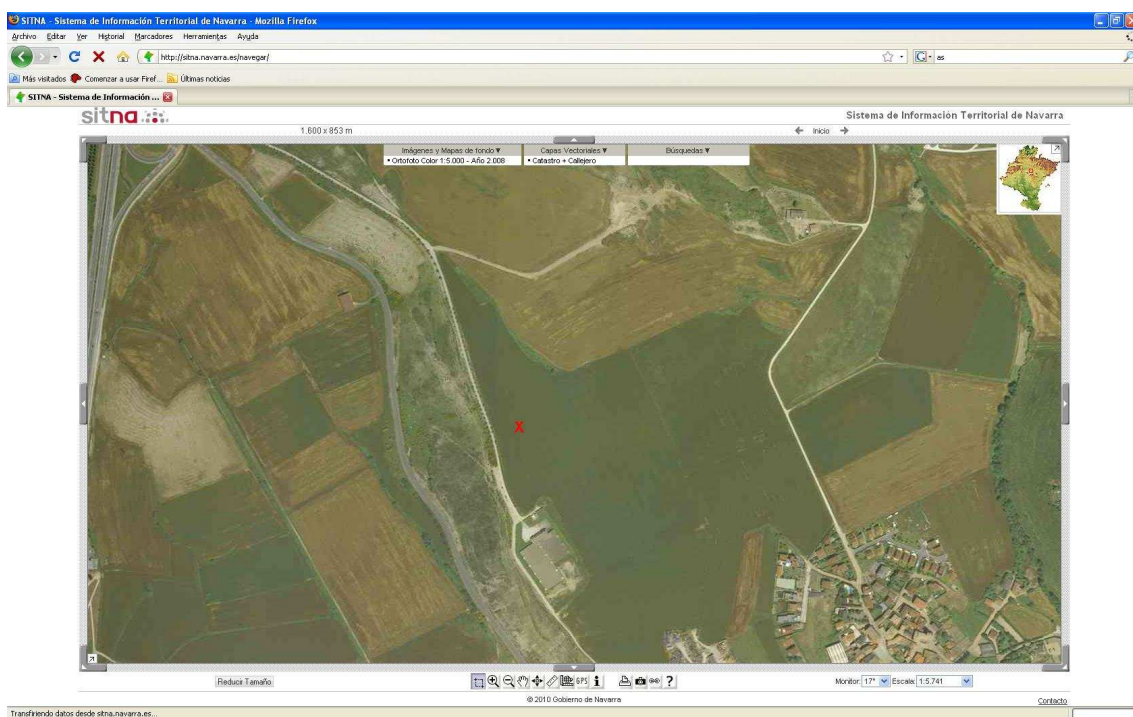 SITNA - Sistema de Información Territorial de Navarra - Mozilla Firefox
Archivo Editar Ver Historial Marcadores Herramientas Ayuda
http://sitna.navarra.es/navegar/
as
Más visitados Comenzar a usar Firef... Últimas noticias
SITNA - Sistema de Información ...
sitna
Sistema de Información Territorial de Navarra
1.600 x 853 m
Inicio
Imágenes y Mapas de fondo ▼ Capas Vectoriales ▼ Búsquedas ▼
• Ortofoto Color 1:5.000 - Año 2.008 • Catastro + Callejero
X
Reducir Tamaño
GPS
Monitor: 17" Escala: 1:5.741
© 2010 Gobierno de Navarra
Contacto
Transfiriendo datos desde sitna.navarra.es...